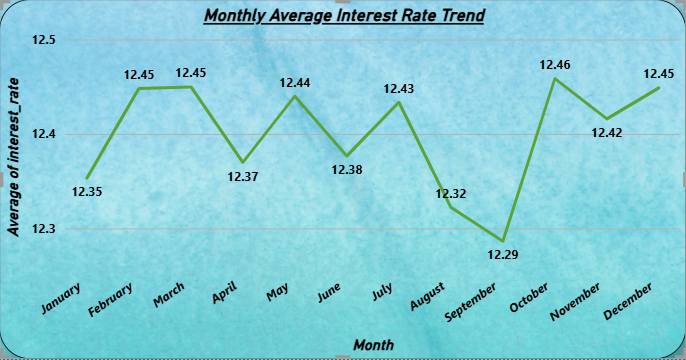 Monthly Average Interest Rate Trend
12.5
12.4
12.3
Average of interest_rate
12.35
12.45
12.45
12.37
12.44
12.38
12.43
12.32
12.29
12.46
12.42
12.45
January
February
March
April
May
June
July
August
September
October
November
December
Month